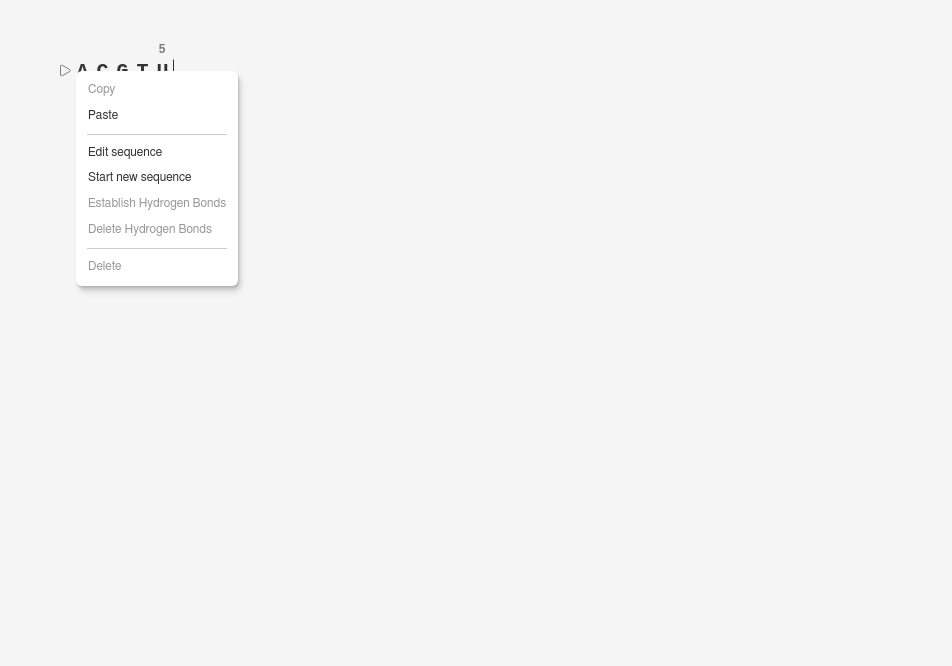 5
A C G T U
Copy
Paste
Edit sequence
Start new sequence
Establish Hydrogen Bonds
Delete Hydrogen Bonds
Delete